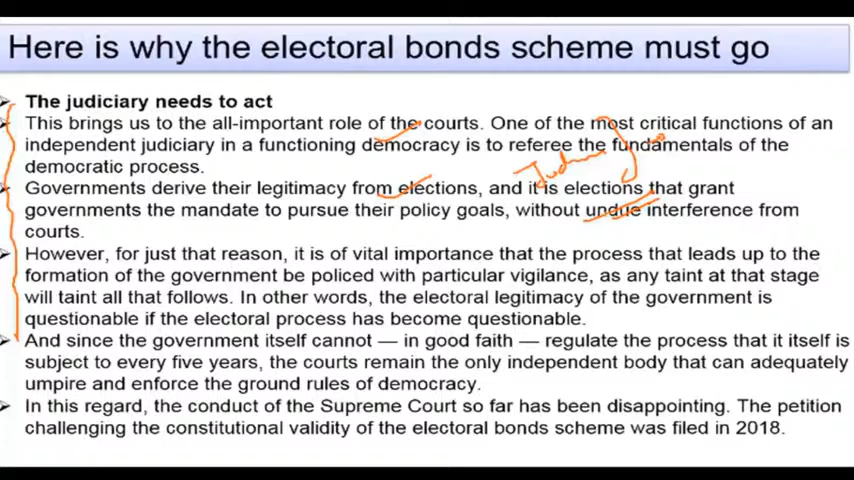 Here is why the electoral bonds scheme must go
The judiciary needs to act
This brings us to the all-important role of the courts. One of the most critical functions of an
independent judiciary in a functioning democracy is to referee the fundamentals of the
democratic process.
Governments derive their legitimacy from elections, and it is elections that grant
governments the mandate to pursue their policy goals, without undue interference from
courts.
However, for just that reason, it is of vital importance that the process that leads up to the
formation of the government be policed with particular vigilance, as any taint at that stage
will taint all that follows. In other words, the electoral legitimacy of the government is
questionable if the electoral process has become questionable.
And since the government itself cannot — in good faith — regulate the process that it itself is
subject to every five years, the courts remain the only independent body that can adequately
umpire and enforce the ground rules of democracy.
In this regard, the conduct of the Supreme Court so far has been disappointing. The petition
challenging the constitutional validity of the electoral bonds scheme was filed in 2018.